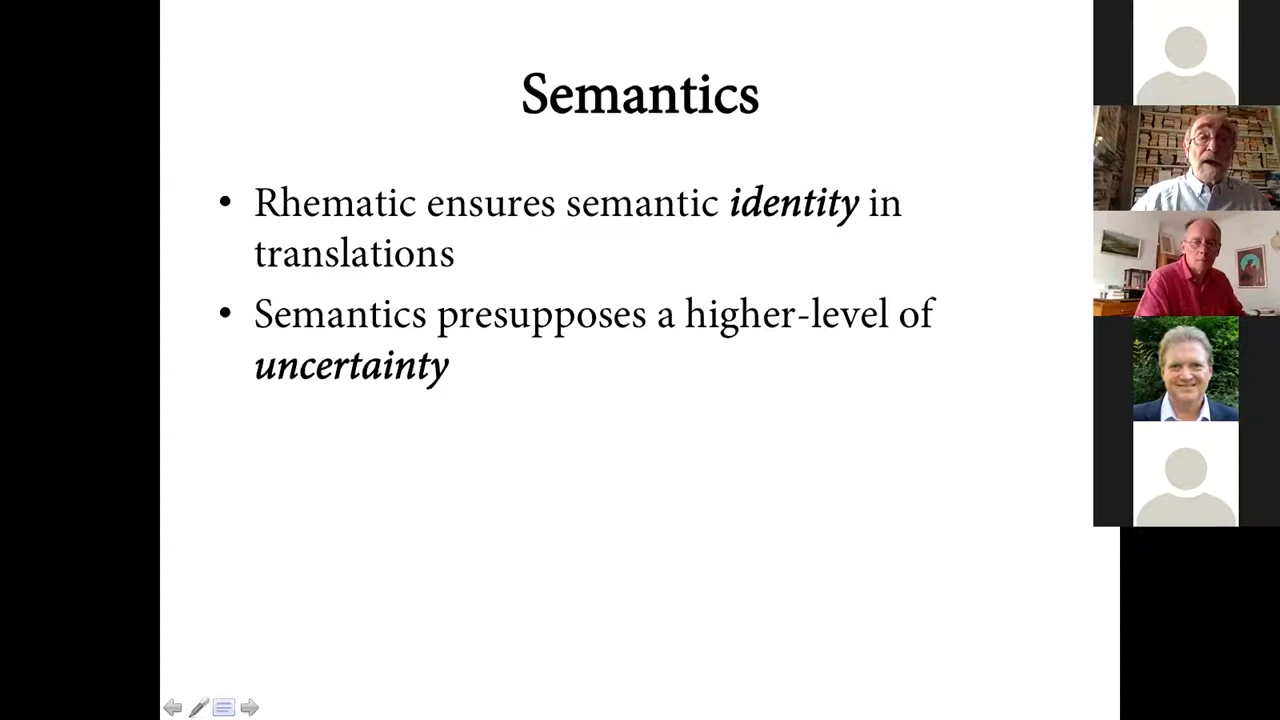 Semantics
• Rhematic ensures semantic identity in
translations
• Semantics presupposes a higher-level of
uncertainty